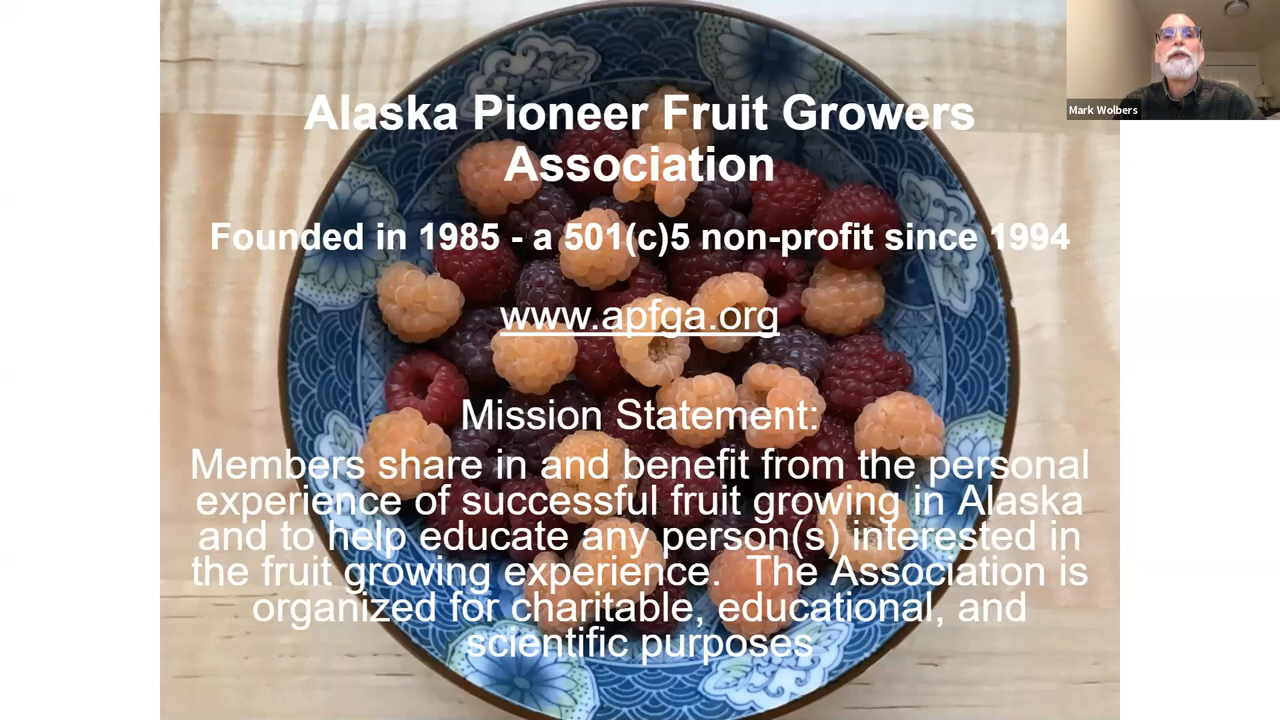 Alaska Pioneer Fruit Growers
Association
Mark Wolbers
Founded in 1985 - a 501(c)5 non-profit since 1994
www.apfga.org
Mission Statement:
Members share in and benefit from the personal
experience of successful fruit growing in Alaska
and to help educate any person(s) interested in
the fruit growing experience.  The Association is
organized for charitable, educational, and
scientific purposes